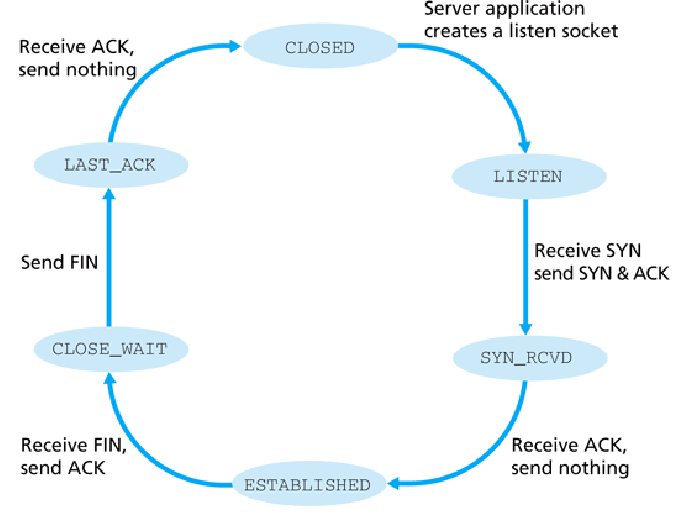 Server application
creates a listen socket
Receive ACK,
send nothing
CLOSED
LAST_ACK
LISTEN
Receive SYN
send SYN & ACK
Send FIN
CLOSE_WAIT
SYN_RCVD
Receive FIN,
send ACK
Receive ACK,
send nothing
ESTABLISHED